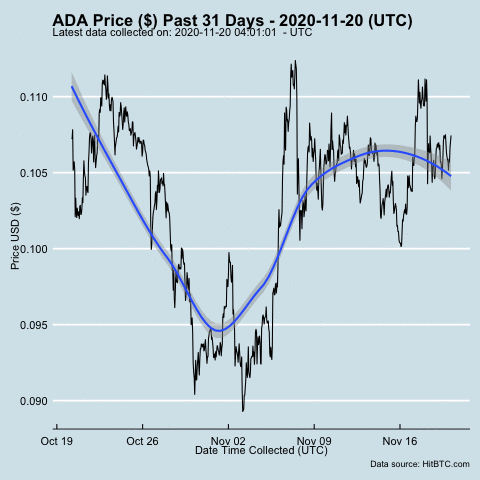 ADA Price ($) Past 31 Days - 2020-11-20 (UTC)
Latest data collected on: 2020-11-20 04:01:01  - UTC
Price USD ($)
0.110
0.105
0.100
0.095
0.090
Oct 19
Oct 26
Nov 02
Nov 09
Nov 16
Date Time Collected (UTC)
Data source: HitBTC.com